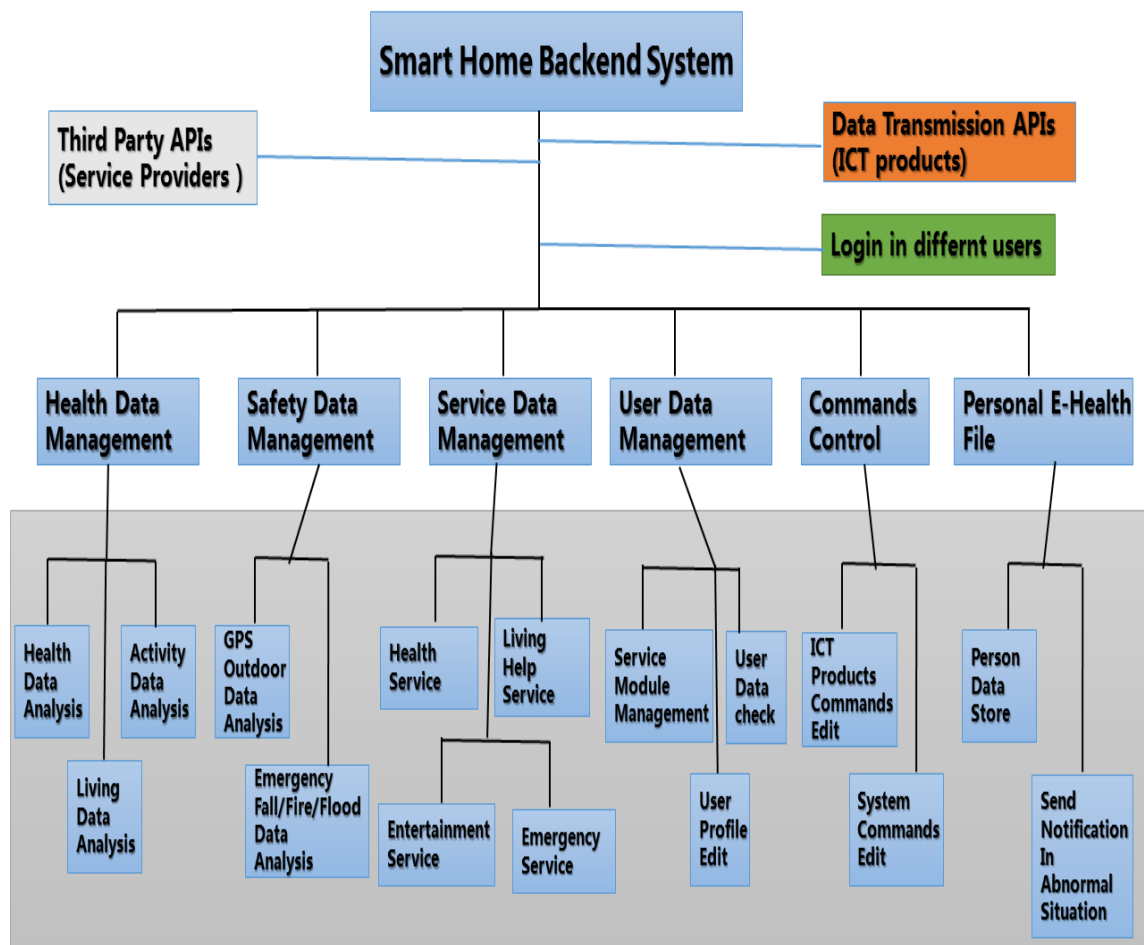 Smart Home Backend System
Third Party APIs
(Service Providers )
Data Transmission APIs
(ICT products)
Login in differnt users
Health Data
Management
Safety Data
Management
Service Data
Management
User Data
Management
Commands
Control
Personal E-Health
File
Health
Data
Analysis
Activity
Data
Analysis
Living
Data
Analysis
GPS
Outdoor
Data
Analysis
Emergency
Fall/Fire/Flood
Data
Analysis
Health
Service
Living
Help
Service
Entertainment
Service
Emergency
Service
Service
Module
Management
User
Data
check
User
Profile
Edit
ICT
Products
Commands
Edit
System
Commands
Edit
Person
Data
Store
Send
Notification
In
Abnormal
Situation